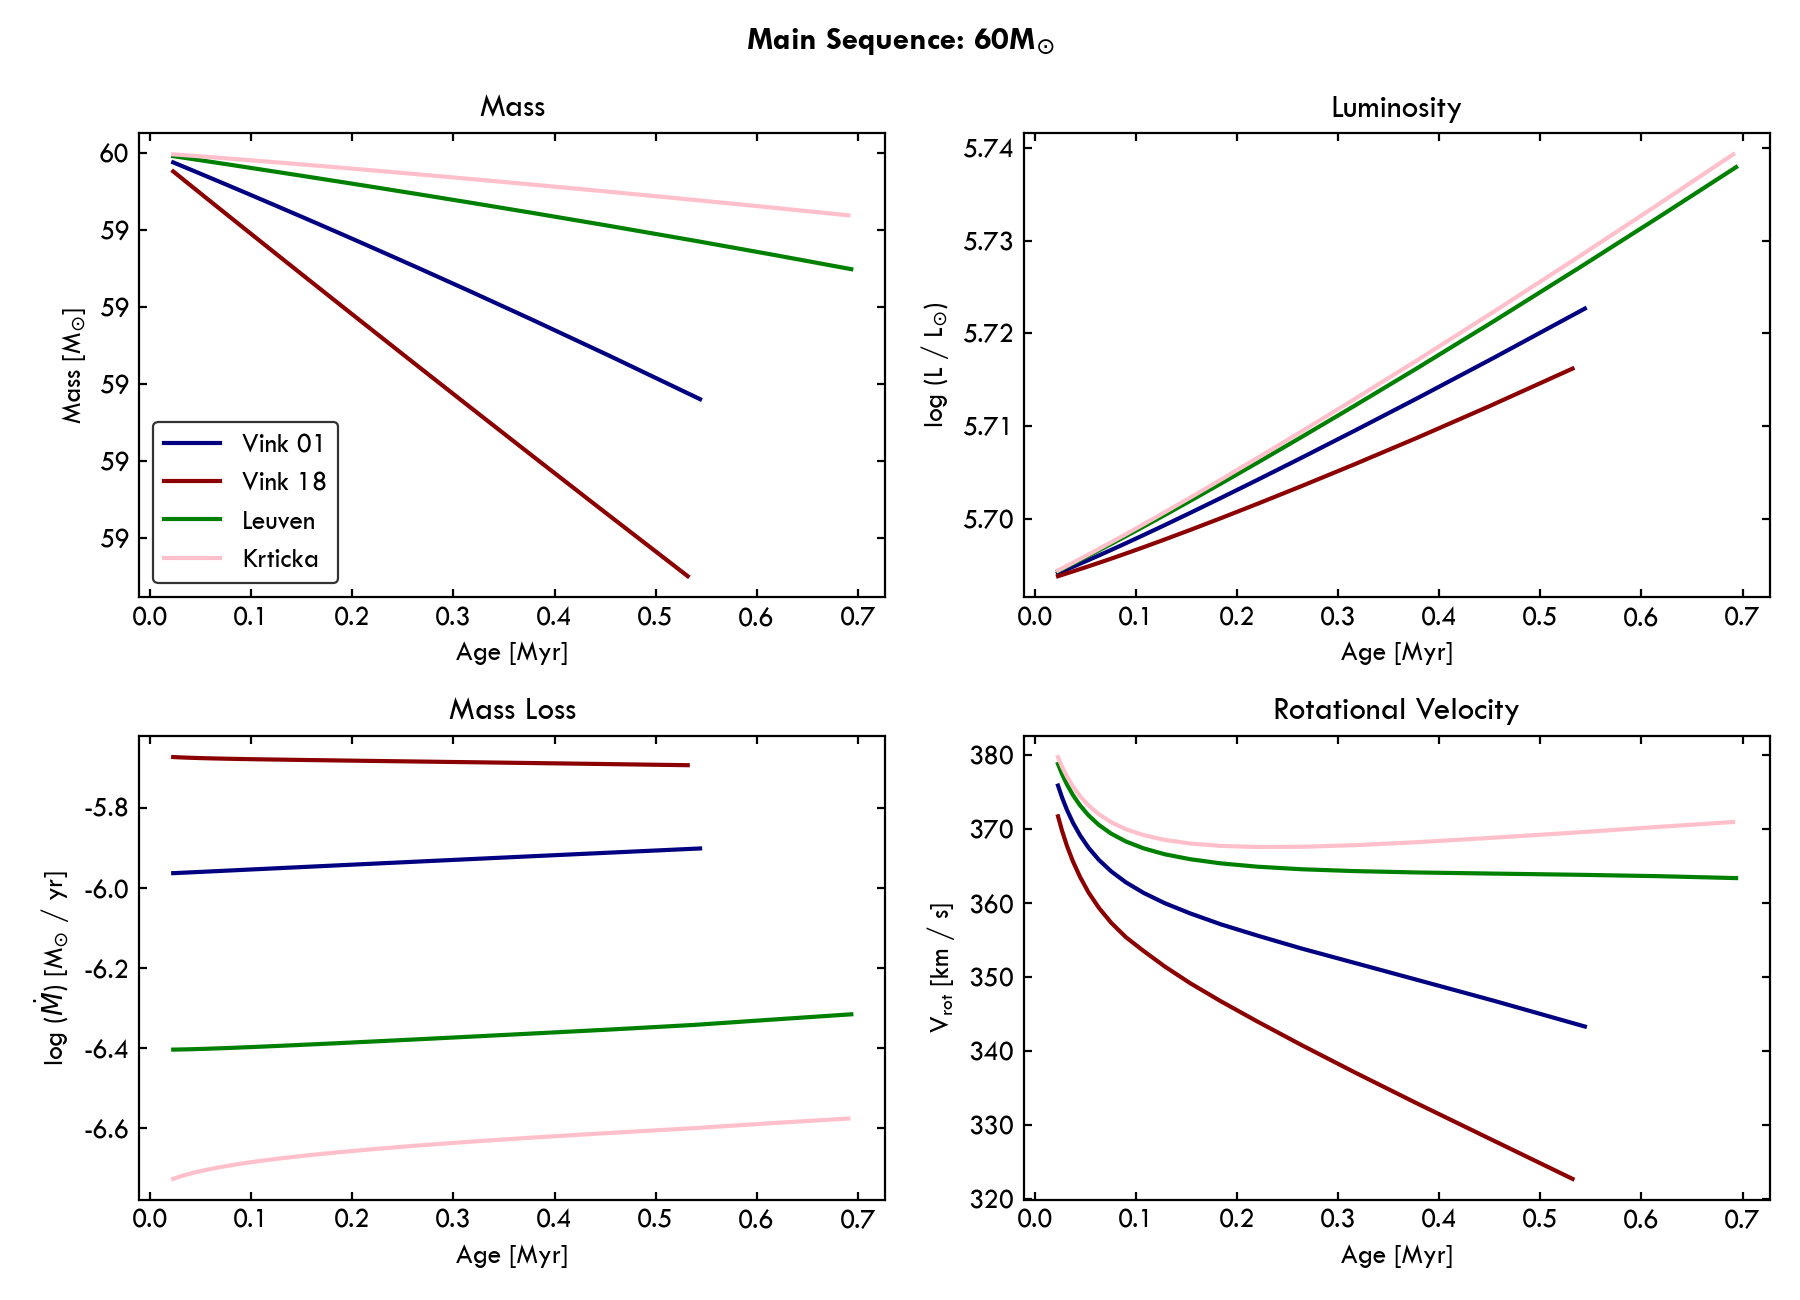 Main Sequence: 60M☉
Mass
60
59
59
59
59
59
Mass [M☉]
Vink 01
Vink 18
Leuven
Krticka
0.0 0.1 0.2 0.3 0.4 0.5 0.6 0.7
Age [Myr]
Luminosity
5.74
5.73
5.72
5.71
5.70
log (L / L☉)
0.0 0.1 0.2 0.3 0.4 0.5 0.6 0.7
Age [Myr]
Mass Loss
-5.8
-6.0
-6.2
-6.4
-6.6
log (Ṁ) [M☉ / yr]
0.0 0.1 0.2 0.3 0.4 0.5 0.6 0.7
Age [Myr]
Rotational Velocity
380
370
360
350
340
330
320
Vrot [km / s]
0.0 0.1 0.2 0.3 0.4 0.5 0.6 0.7
Age [Myr]